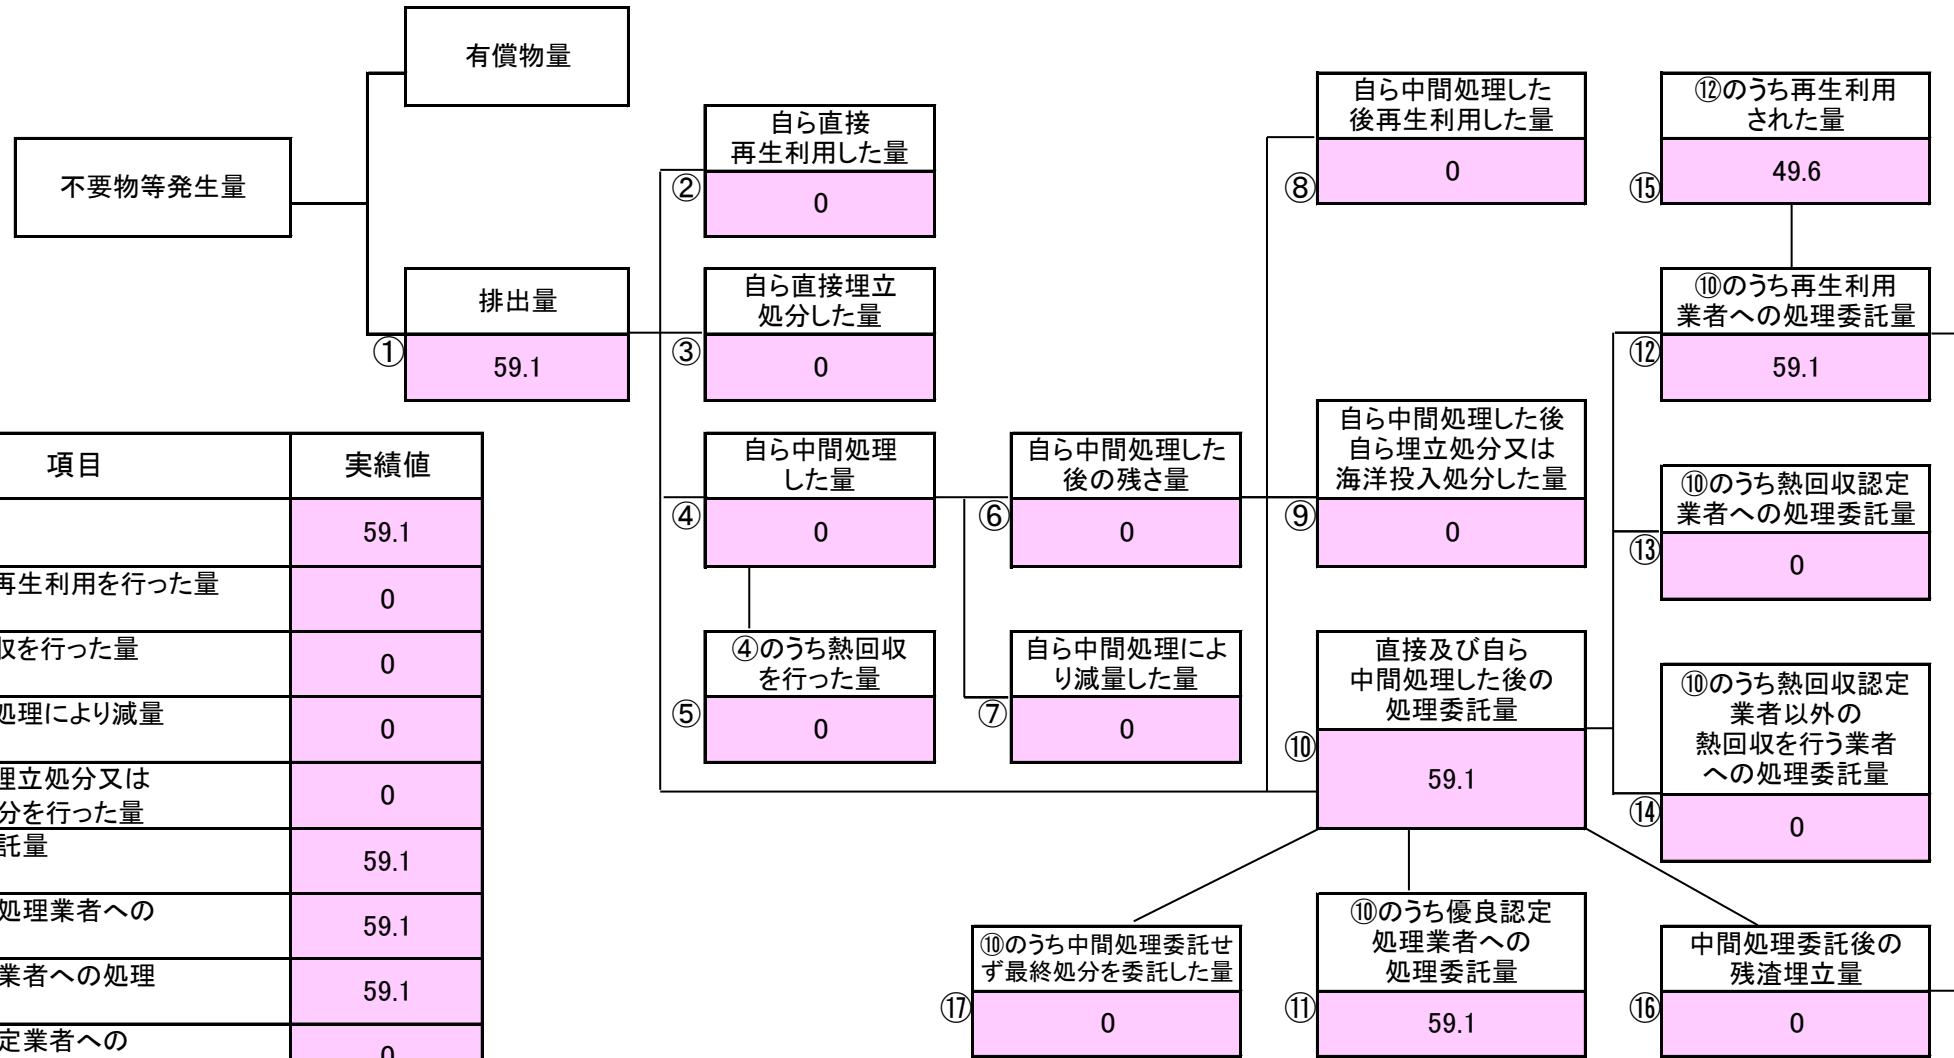 有償物量
不要物等発生量
排出量
①
59.1
自ら直接
再生利用した量
②
0
自ら直接埋立
処分した量
③
0
自ら中間処理
した量
④
0
④のうち熱回収
を行った量
⑤
0
自ら中間処理した
後の残さ量
⑥
0
自ら中間処理によ
り減量した量
⑦
0
自ら中間処理した
後再生利用した量
⑧
0
自ら中間処理した後
自ら埋立処分又は
海洋投入処分した量
⑨
0
直接及び自ら
中間処理した後の
処理委託量
⑩
59.1
⑫のうち再生利用
された量
⑮
49.6
⑩のうち再生利用
業者への処理委託量
⑫
59.1
⑩のうち熱回収認定
業者への処理委託量
⑬
0
⑩のうち熱回収認定
業者以外の
熱回収を行う業者
への処理委託量
⑭
0
⑩のうち中間処理委託せ
ず最終処分を委託した量
⑰
0
⑩のうち優良認定
処理業者への
処理委託量
⑪
59.1
中間処理委託後の
残渣埋立量
⑯
0
項目
実績値
59.1
再生利用を行った量
0
収を行った量
0
処理により減量
0
埋立処分又は
分を行った量
0
託量
59.1
処理業者への
59.1
業者への処理
59.1
定業者への
0